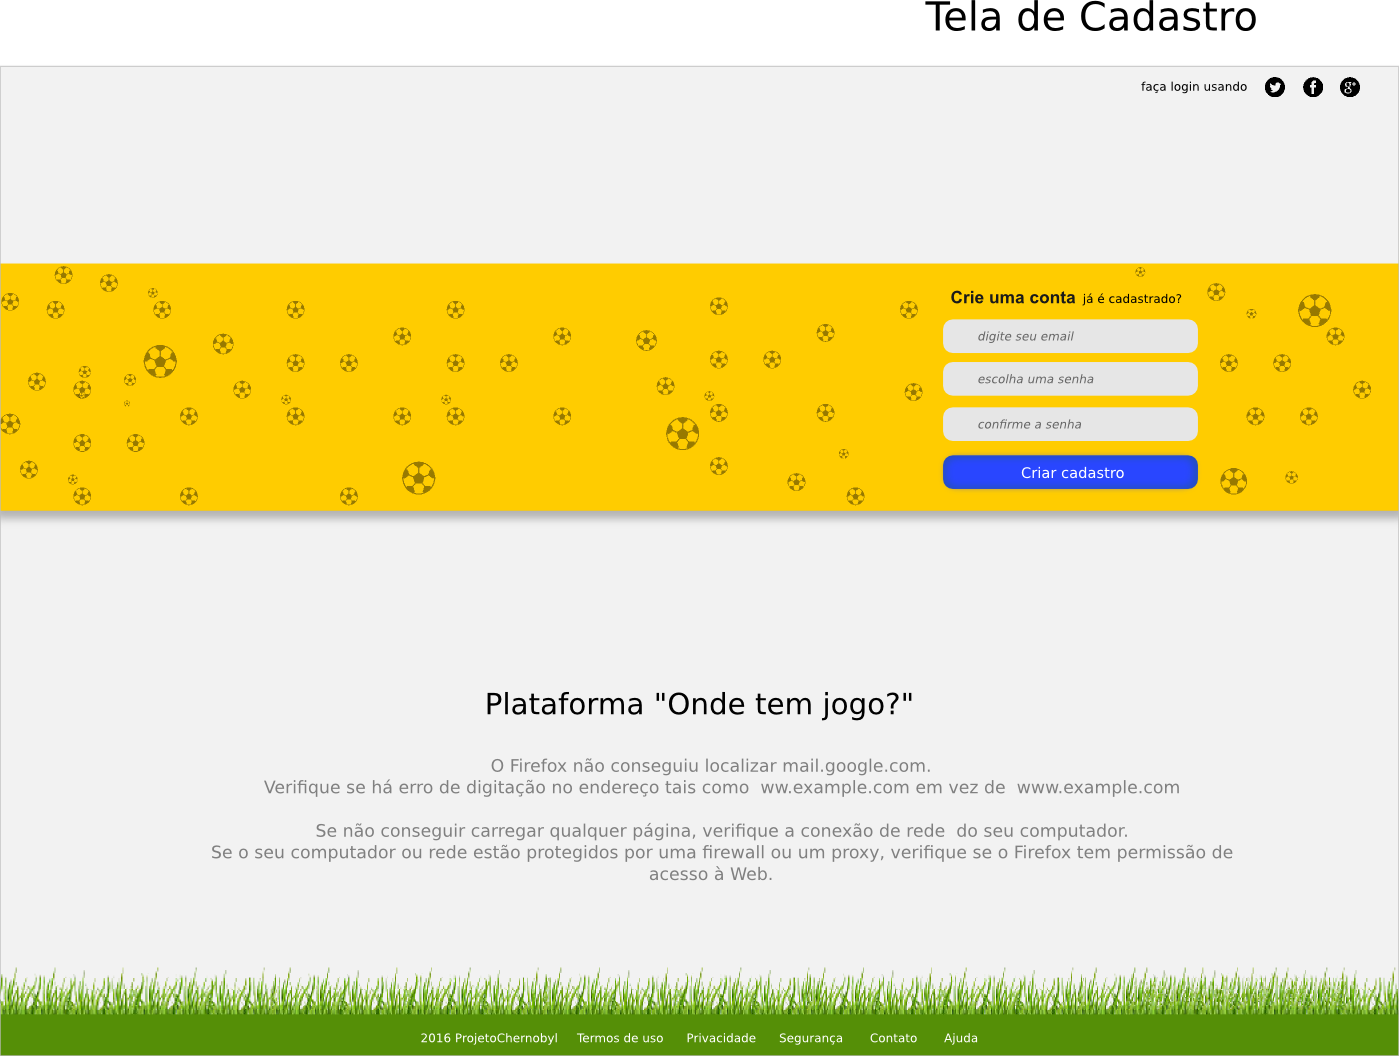 Tela de Cadastro
faça login usando
Crie uma conta já é cadastrado?
digite seu email
escolha uma senha
confirme a senha
Criar cadastro
Plataforma "Onde tem jogo?"
O Firefox não conseguiu localizar mail.google.com.
Verifique se há erro de digitação no endereço tais como  ww.example.com em vez de  www.example.com
Se não conseguir carregar qualquer página, verifique a conexão de rede  do seu computador.
Se o seu computador ou rede estão protegidos por uma firewall ou um proxy, verifique se o Firefox tem permissão de
acesso à Web.
2016 ProjetoChernobyl Termos de uso Privacidade Segurança Contato Ajuda